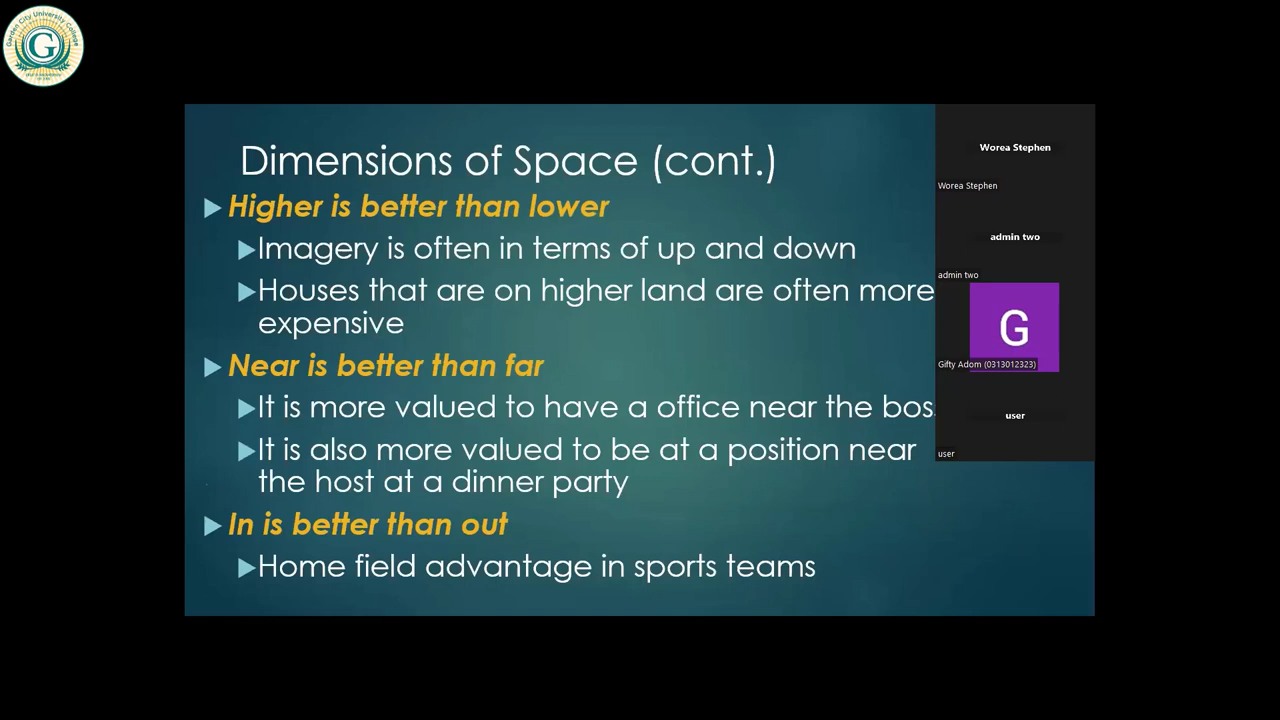 Garden City University College
G
Dimensions of Space (cont.)
Higher is better than lower
Imagery is often in terms of up and down
Houses that are on higher land are often more
expensive
Near is better than far
It is more valued to have a office near the bos
It is also more valued to be at a position near
the host at a dinner party
In is better than out
Home field advantage in sports teams
Worea Stephen
Worea Stephen
admin two
admin two
G
Gifty Adom (0313012323)
user
user